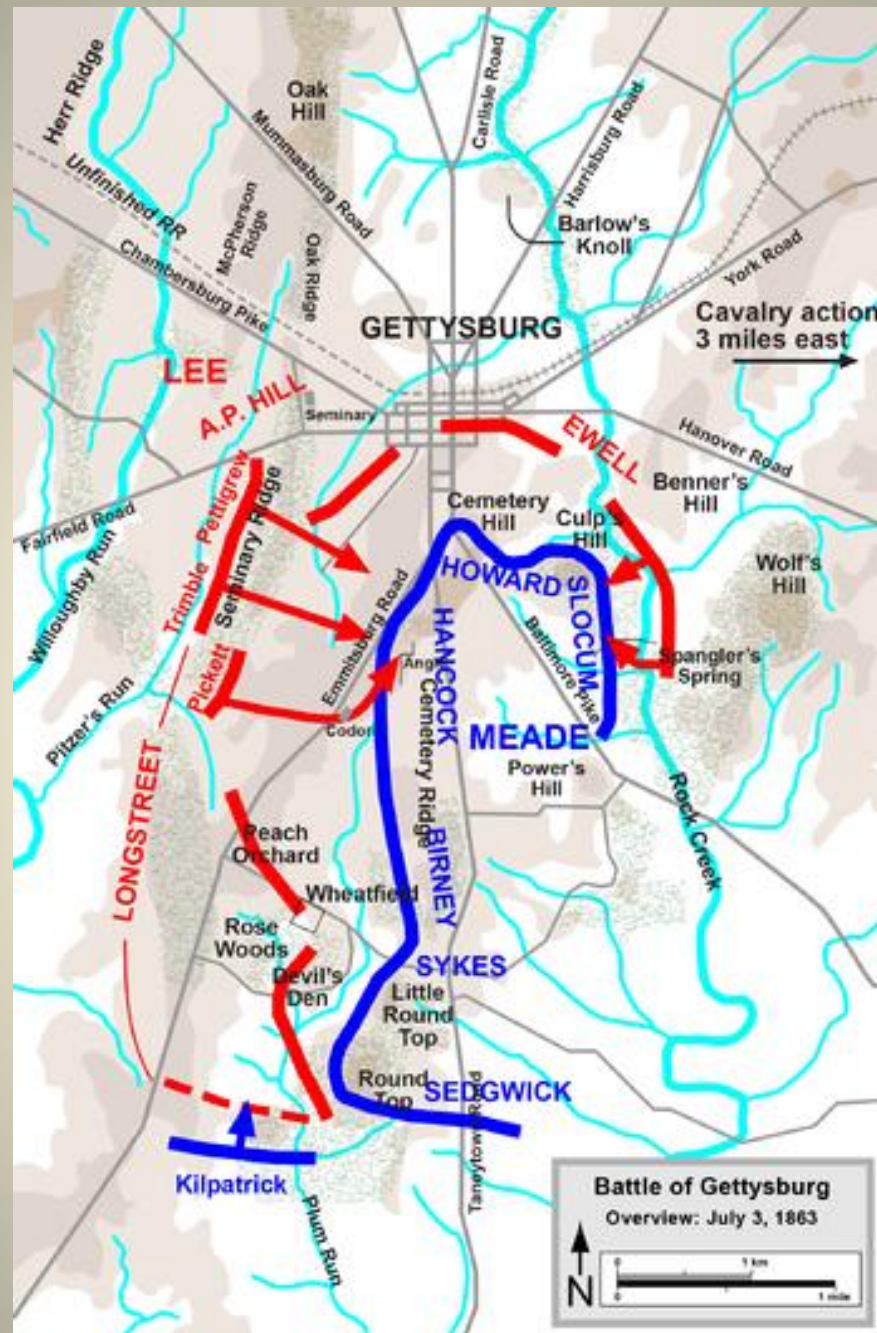 Herr Ridge
Oak
Hill
Mummasburg Road
Carlisle Road
Harrisburg Road
Unfinished RR
McPherson
Ridge
Oak Ridge
Chambersburg Pike
Barlow's
Knoll
York Road
GETTYSBURG
Cavalry action
3 miles east
LEE
A.P. HILL
Seminary
EWELL
Hanover Road
Fairfield Road
Willoughby Run
Pettigrew
Trimble
Seminary Ridge
Cemetery
Hill
Culp's
Hill
Benner's
Hill
Wolf's
Hill
HOWARD
SLOCUM
HANCOCK
Emmitsburg Road
Baltimore Pike
Spangler's
Spring
Pickett
Pitzer's Run
Ang
Codori
Cemetery Ridge
MEADE
Power's
Hill
Rock Creek
LONGSTREET
Peach
Orchard
BIRNEY
Wheatfield
Rose
Woods
Devil's
Den
SYKES
Little
Round
Top
Round
Top
SEDGWICK
Taneytown Road
Kilpatrick
Plum Run
Battle of Gettysburg
Overview: July 3, 1863
N
0 1 km
0 1 mile